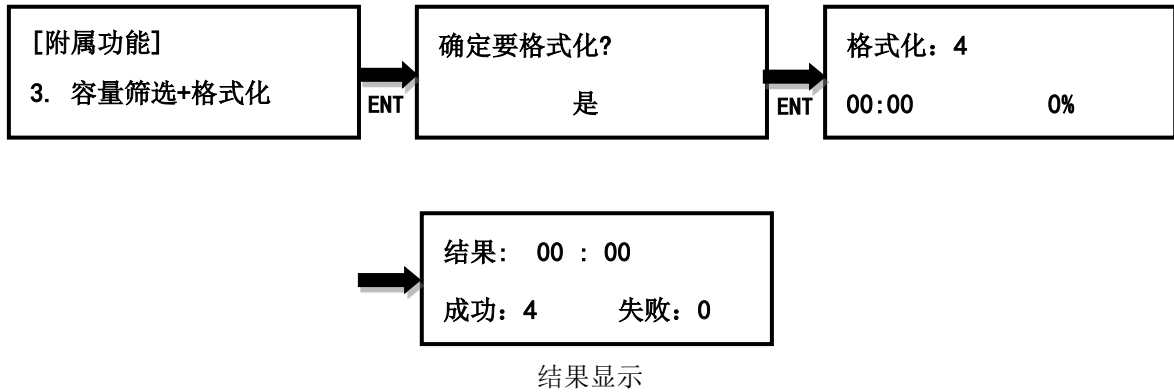 [附属功能]
3. 容量筛选+格式化
ENT
确定要格式化?
是
ENT
格式化：4
00:00 0%
结果: 00 : 00
成功：4 失败：0
结果显示